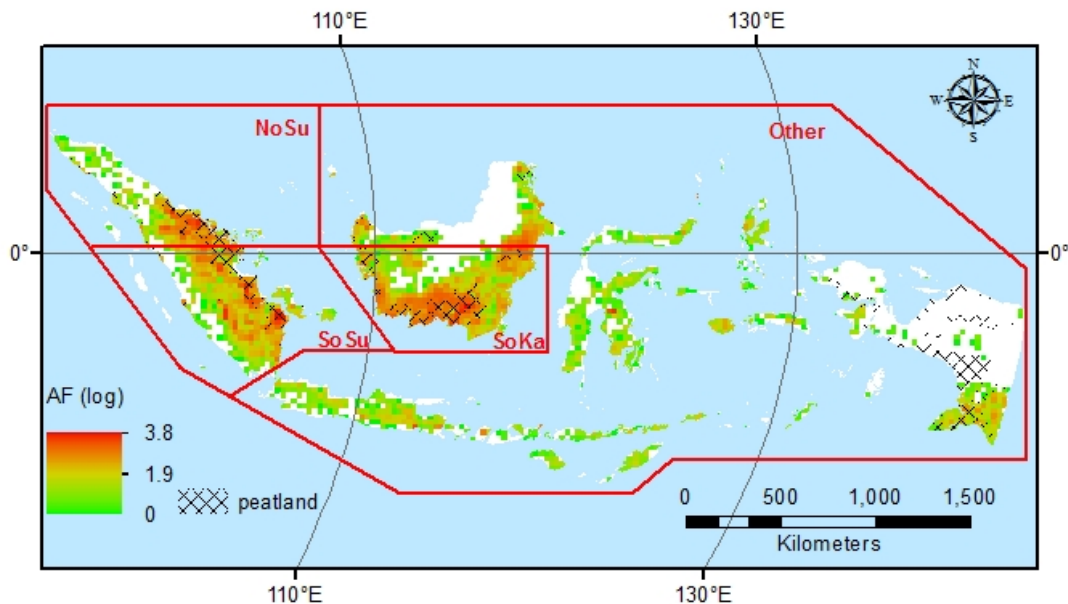 110°E 130°E
N
W E
S
NoSu
Other
0° 0°
SoSu
SoKa
AF (log)
3.8
1.9
0
peatland
0 500 1,000 1,500
Kilometers
110°E 130°E